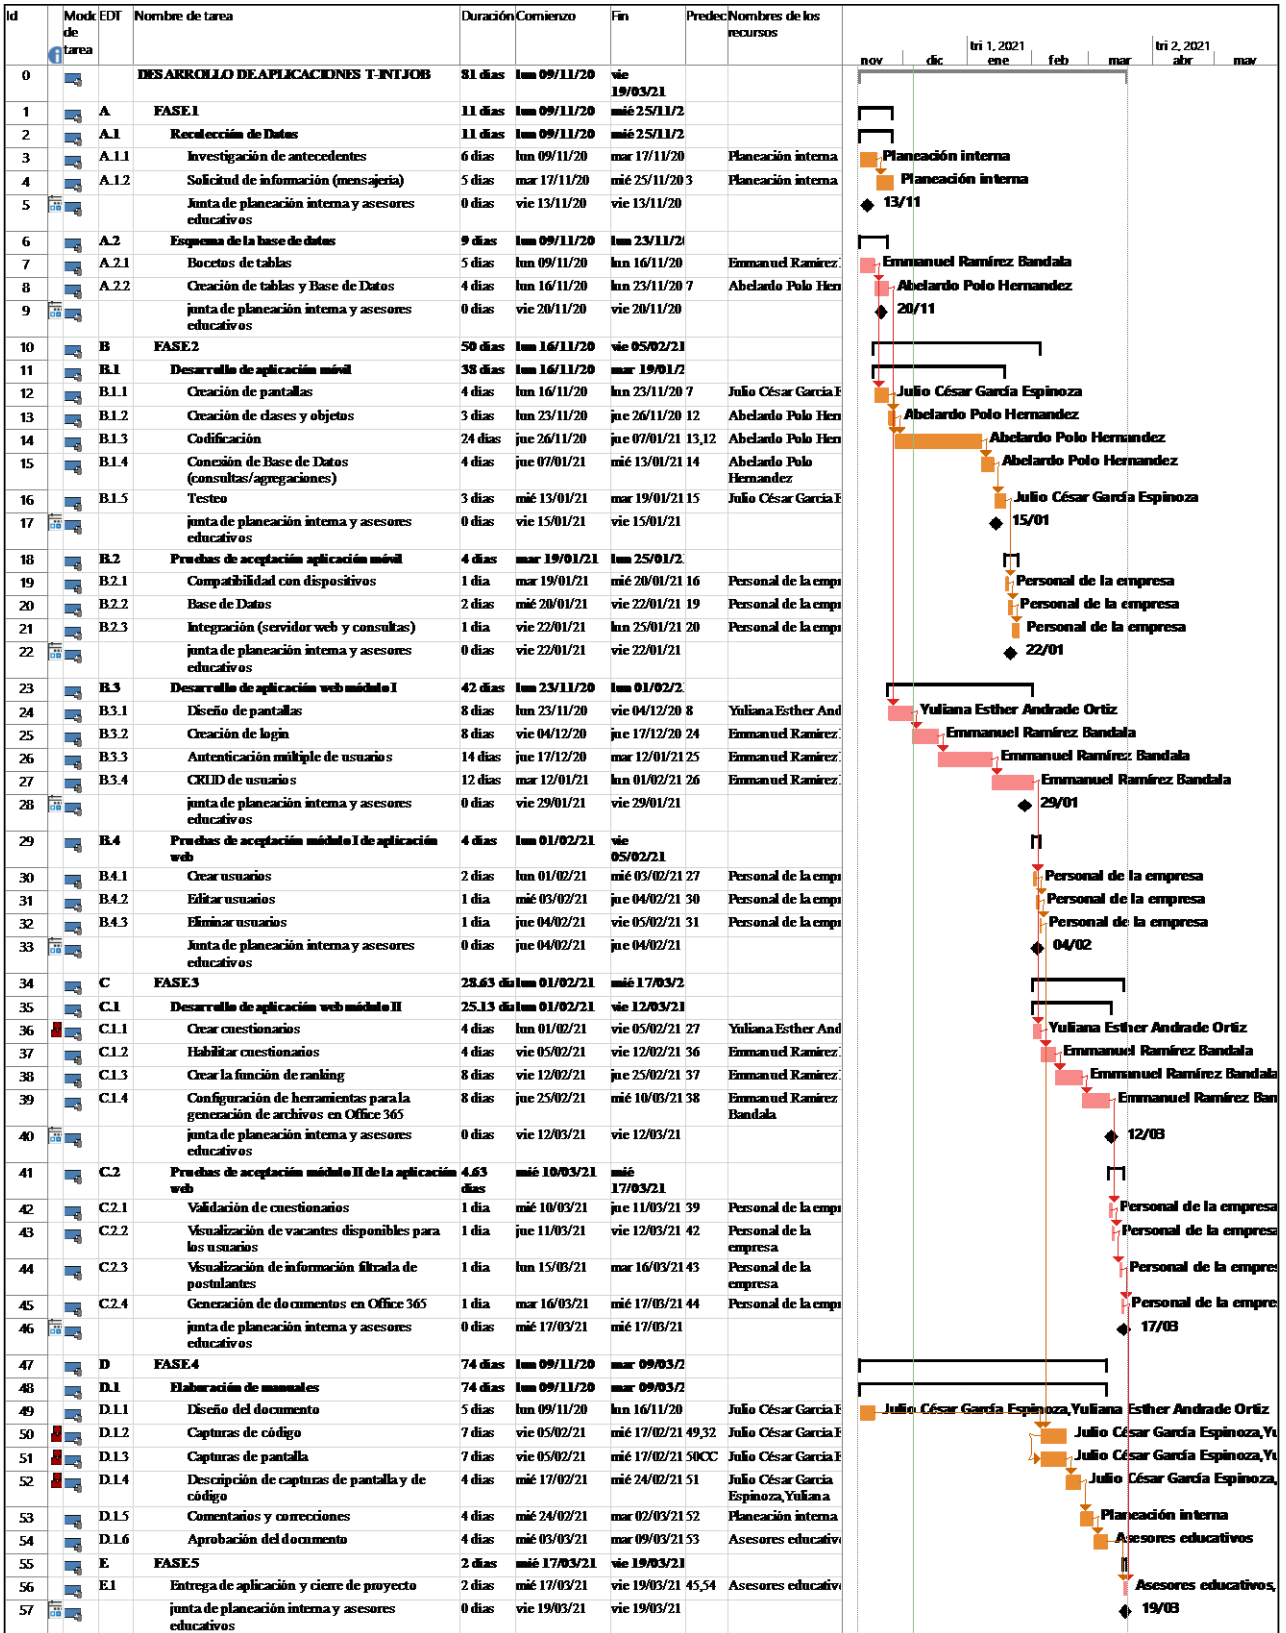 Id Modo de tarea EDT Nombre de tarea Duración Comienzo Fin Predec Nombres de los recursos
tri 1, 2021 tri 2, 2021
nov dic ene feb mar abr may
0 DESARROLLO DE APLICACIONES T-INTJOB 81 días lun 09/11/20 vie 19/03/21
1 A FASE 1 11 días lun 09/11/20 mié 25/11/2
2 A.1 Recolección de Datos 11 días lun 09/11/20 mié 25/11/2
3 A.1.1 Investigación de antecedentes 6 días lun 09/11/20 mar 17/11/20 Planeación interna Planeación interna
4 A.1.2 Solicitud de información (mensajeria) 5 días mar 17/11/20 mié 25/11/20 3 Planeación interna Planeación interna
5 Junta de planeación interna y asesores educativos 0 días vie 13/11/20 vie 13/11/20 13/11
6 A.2 Esquema de la base de datos 9 días lun 09/11/20 lun 23/11/2
7 A.2.1 Bocetos de tablas 5 días lun 09/11/20 lun 16/11/20 Emmanuel Ramírez Emmanuel Ramírez Bandala
8 A.2.2 Creación de tablas y Base de Datos 4 días lun 16/11/20 lun 23/11/20 7 Abelardo Polo Her Abelardo Polo Hernandez
9 junta de planeación interna y asesores educativos 0 días vie 20/11/20 vie 20/11/20 20/11
10 B FASE 2 50 días lun 16/11/20 vie 05/02/21
11 B.1 Desarrollo de aplicación móvil 38 días lun 16/11/20 mar 19/01/2
12 B.1.1 Creación de pantallas 4 días lun 16/11/20 lun 23/11/20 7 Julio César García E Julio César García Espinoza
13 B.1.2 Creación de clases y objetos 3 días lun 23/11/20 jue 26/11/20 12 Abelardo Polo Her Abelardo Polo Hernandez
14 B.1.3 Codificación 24 días jue 26/11/20 jue 07/01/21 13,12 Abelardo Polo Her Abelardo Polo Hernandez
15 B.1.4 Conexión de Base de Datos (consultas/agregaciones) 4 días jue 07/01/21 mié 13/01/21 14 Abelardo Polo Hernandez Abelardo Polo Hernandez
16 B.1.5 Testeo 3 días mié 13/01/21 mar 19/01/21 15 Julio César García E Julio César García Espinoza
17 junta de planeación interna y asesores educativos 0 días vie 15/01/21 vie 15/01/21 15/01
18 B.2 Pruebas de aceptación aplicación móvil 4 días mar 19/01/21 lun 25/01/2
19 B.2.1 Compatibilidad con dispositivos 1 día mar 19/01/21 mié 20/01/21 16 Personal de la empr Personal de la empresa
20 B.2.2 Base de Datos 2 días mié 20/01/21 vie 22/01/21 19 Personal de la empr Personal de la empresa
21 B.2.3 Integración (servidor web y consultas) 1 día vie 22/01/21 lun 25/01/21 20 Personal de la empr Personal de la empresa
22 junta de planeación interna y asesores educativos 0 días vie 22/01/21 vie 22/01/21 22/01
23 B.3 Desarrollo de aplicación web módulo I 42 días lun 23/11/20 lun 01/02/2
24 B.3.1 Diseño de pantallas 8 días lun 23/11/20 vie 04/12/20 8 Yuliana Esther And Yuliana Esther Andrade Ortiz
25 B.3.2 Creación de login 8 días vie 04/12/20 jue 17/12/20 24 Emmanuel Ramírez Emmanuel Ramírez Bandala
26 B.3.3 Autenticación múltiple de usuarios 14 días jue 17/12/20 mar 12/01/21 25 Emmanuel Ramírez Emmanuel Ramírez Bandala
27 B.3.4 CRUD de usuarios 12 días mar 12/01/21 lun 01/02/21 26 Emmanuel Ramírez Emmanuel Ramírez Bandala
28 junta de planeación interna y asesores educativos 0 días vie 29/01/21 vie 29/01/21 29/01
29 B.4 Pruebas de aceptación módulo I de aplicación web 4 días lun 01/02/21 vie 05/02/21
30 B.4.1 Crear usuarios 2 días lun 01/02/21 mié 03/02/21 27 Personal de la empr Personal de la empresa
31 B.4.2 Editar usuarios 1 día mié 03/02/21 jue 04/02/21 30 Personal de la empr Personal de la empresa
32 B.4.3 Eliminar usuarios 1 día jue 04/02/21 vie 05/02/21 31 Personal de la empr Personal de la empresa
33 Junta de planeación interna y asesores educativos 0 días jue 04/02/21 jue 04/02/21 04/02
34 C FASE 3 28.63 día lun 01/02/21 mié 17/03/2
35 C.1 Desarrollo de aplicación web módulo II 25.13 día lun 01/02/21 vie 12/03/21
36 C.1.1 Crear cuestionarios 4 días lun 01/02/21 vie 05/02/21 27 Yuliana Esther And Yuliana Esther Andrade Ortiz
37 C.1.2 Habilitar cuestionarios 4 días vie 05/02/21 vie 12/02/21 36 Emmanuel Ramírez Emmanuel Ramírez Bandala
38 C.1.3 Crear la función de ranking 8 días vie 12/02/21 jue 25/02/21 37 Emmanuel Ramírez Emmanuel Ramírez Bandala
39 C.1.4 Configuración de herramientas para la generación de archivos en Office 365 8 días jue 25/02/21 mié 10/03/21 38 Emmanuel Ramírez Bandala Emmanuel Ramírez Ban
40 junta de planeación interna y asesores educativos 0 días vie 12/03/21 vie 12/03/21 12/03
41 C.2 Pruebas de aceptación módulo II de la aplicación web 4.63 días mié 10/03/21 mié 17/03/21
42 C.2.1 Validación de cuestionarios 1 día mié 10/03/21 jue 11/03/21 39 Personal de la empr Personal de la empresa
43 C.2.2 Visualización de vacantes disponibles para los usuarios 1 día jue 11/03/21 vie 12/03/21 42 Personal de la empresa Personal de la empresa
44 C.2.3 Visualización de información filtrada de postulantes 1 día lun 15/03/21 mar 16/03/21 43 Personal de la empresa Personal de la empres
45 C.2.4 Generación de documentos en Office 365 1 día mar 16/03/21 mié 17/03/21 44 Personal de la empr Personal de la empre
46 junta de planeación interna y asesores educativos 0 días mié 17/03/21 mié 17/03/21 17/03
47 D FASE 4 74 días lun 09/11/20 mar 09/03/2
48 D.1 Elaboración de manuales 74 días lun 09/11/20 mar 09/03/2
49 D.1.1 Diseño del documento 5 días lun 09/11/20 lun 16/11/20 Julio César García E Julio César García Espinoza,Yuliana Esther Andrade Ortiz
50 D.1.2 Capturas de código 7 días vie 05/02/21 mié 17/02/21 49,32 Julio César García E Julio César García Espinoza,Yu
51 D.1.3 Capturas de pantalla 7 días vie 05/02/21 mié 17/02/21 50CC Julio César García E Julio César García Espinoza,Yu
52 D.1.4 Descripción de capturas de pantalla y de código 4 días mié 17/02/21 mié 24/02/21 51 Julio César García Espinoza,Yuliana Julio César García Espinoza,
53 D.1.5 Comentarios y correcciones 4 días mié 24/02/21 mar 02/03/21 52 Planeación interna Planeación interna
54 D.1.6 Aprobación del documento 4 días mié 03/03/21 mar 09/03/21 53 Asesores educativo Asesores educativos
55 E FASE 5 2 días mié 17/03/21 vie 19/03/21
56 E.1 Entrega de aplicación y cierre de proyecto 2 días mié 17/03/21 vie 19/03/21 45,54 Asesores educativo Asesores educativos,
57 junta de planeación interna y asesores educativos 0 días vie 19/03/21 vie 19/03/21 19/03